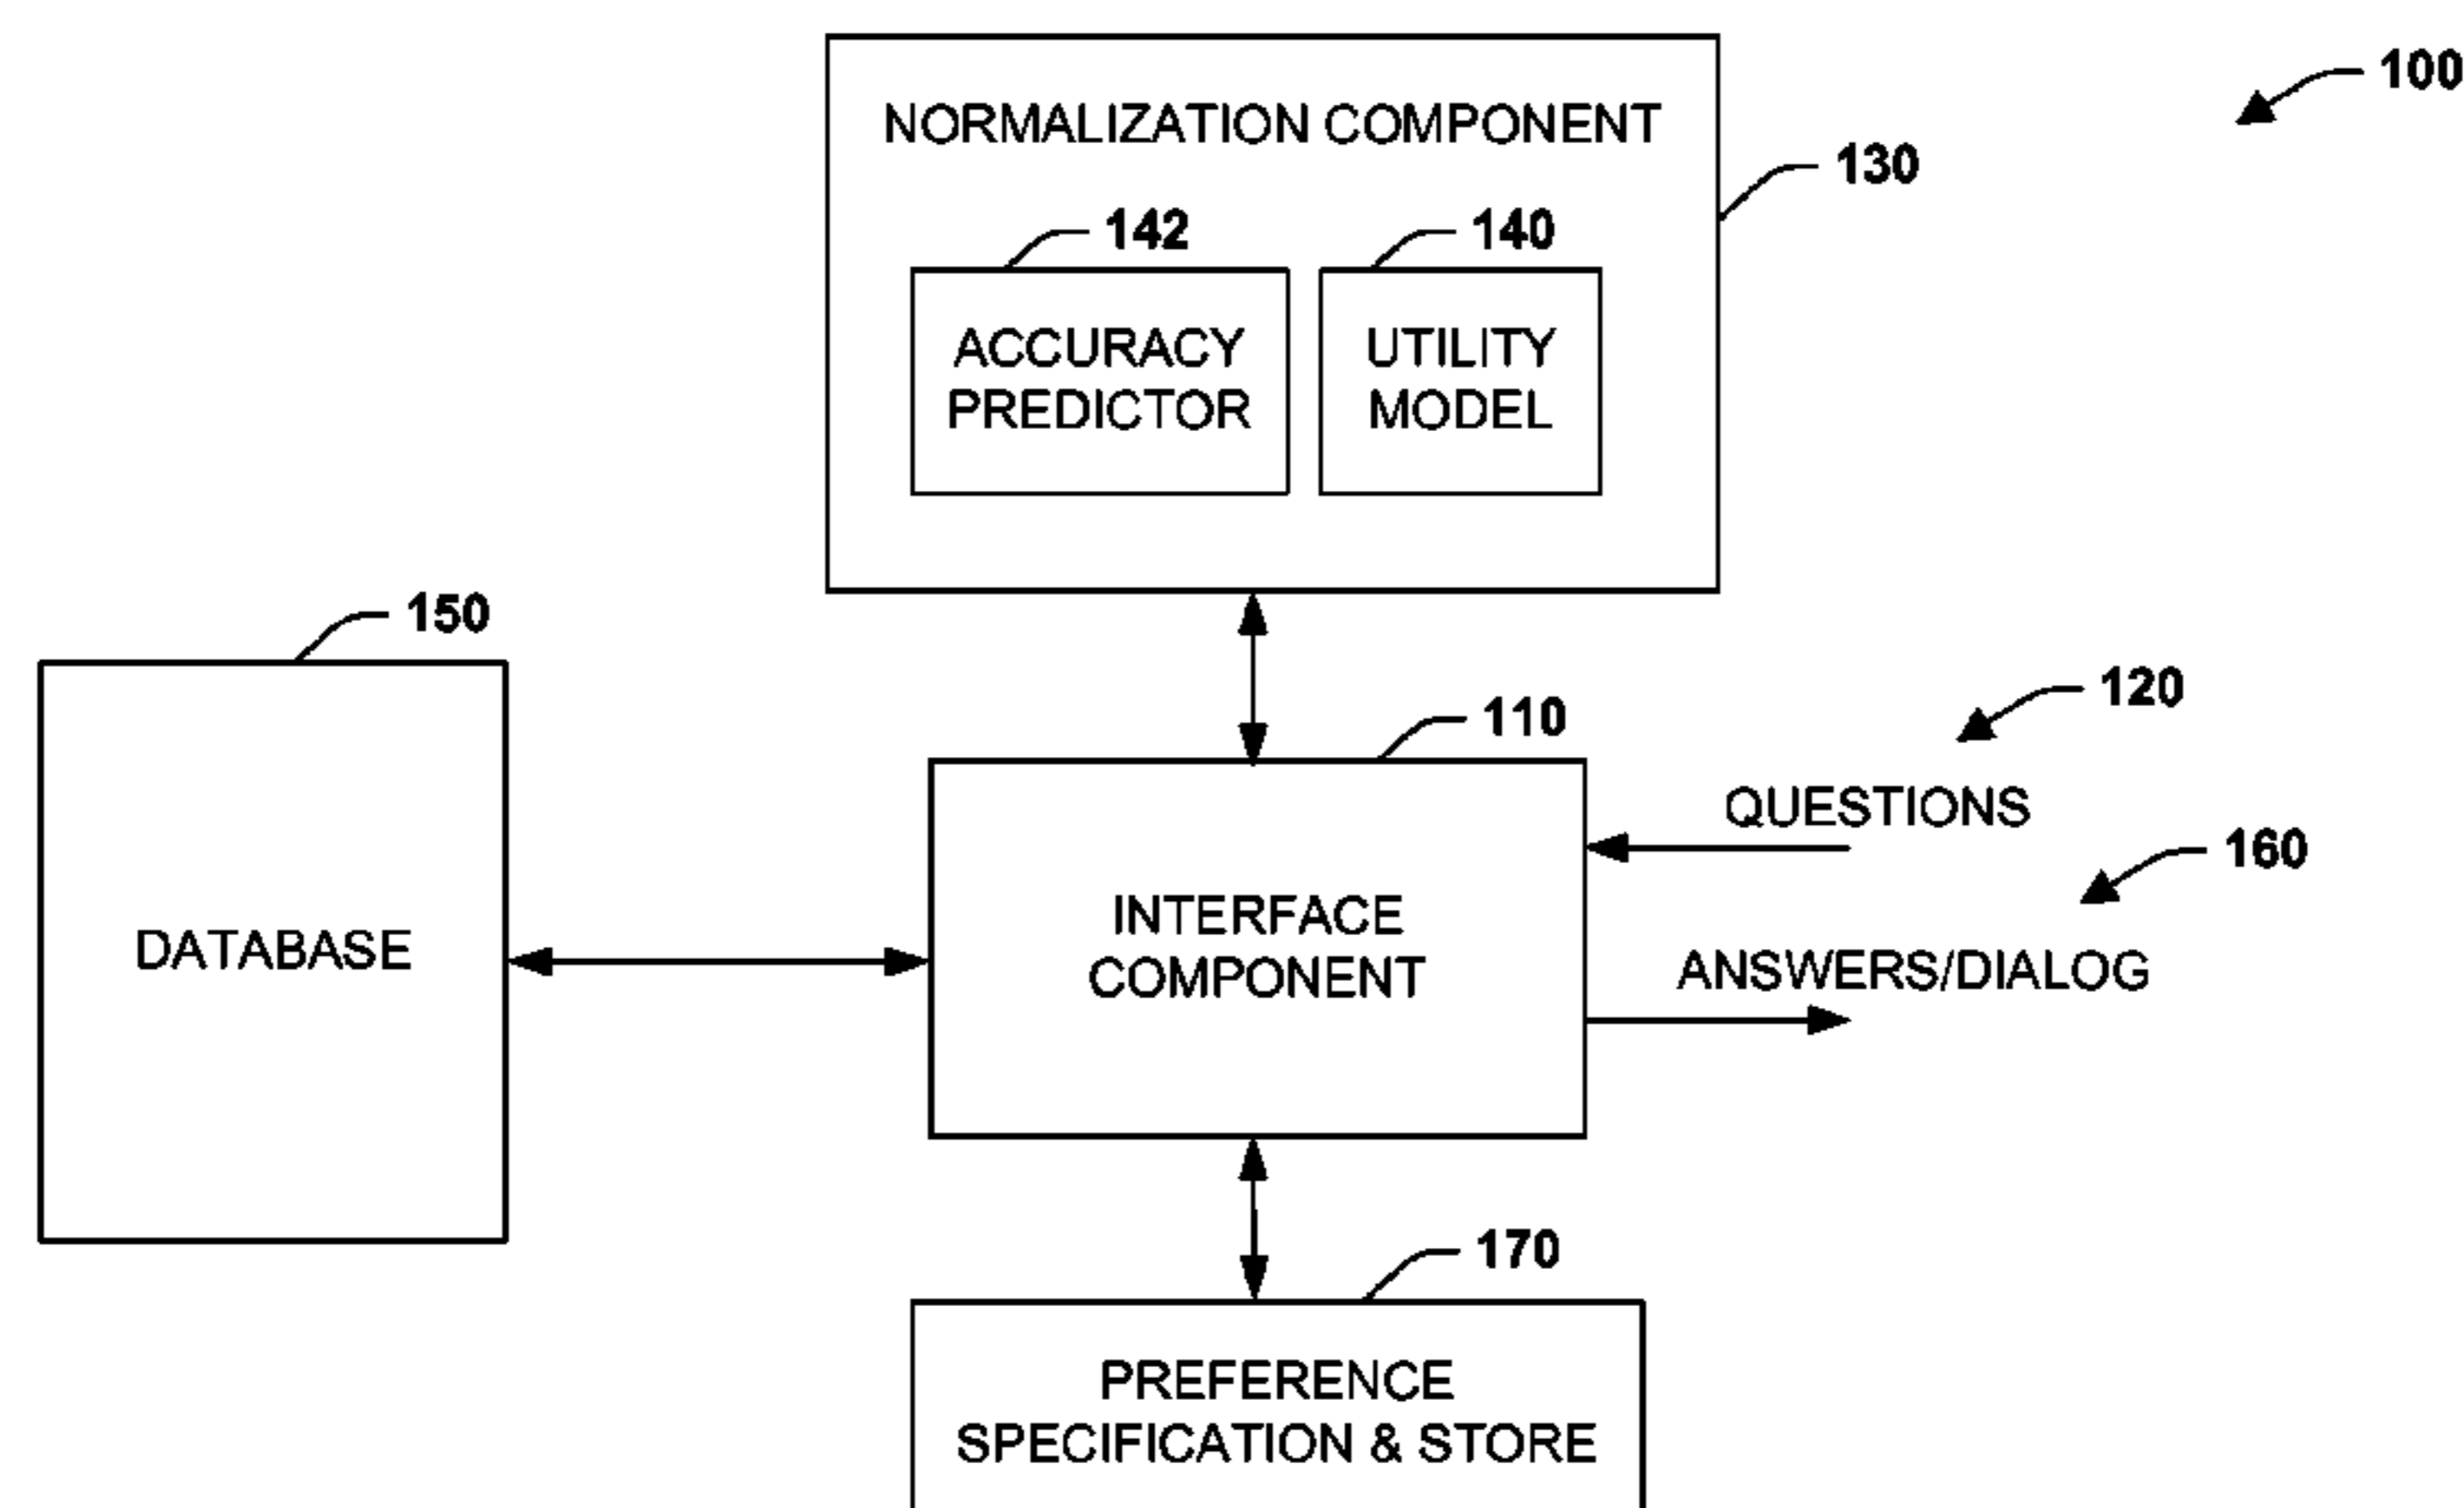 100
NORMALIZATION COMPONENT
130
142
140
ACCURACY
PREDICTOR
UTILITY
MODEL
150
120
110
QUESTIONS
160
DATABASE
INTERFACE
COMPONENT
ANSWERS/DIALOG
170
PREFERENCE
SPECIFICATION & STORE